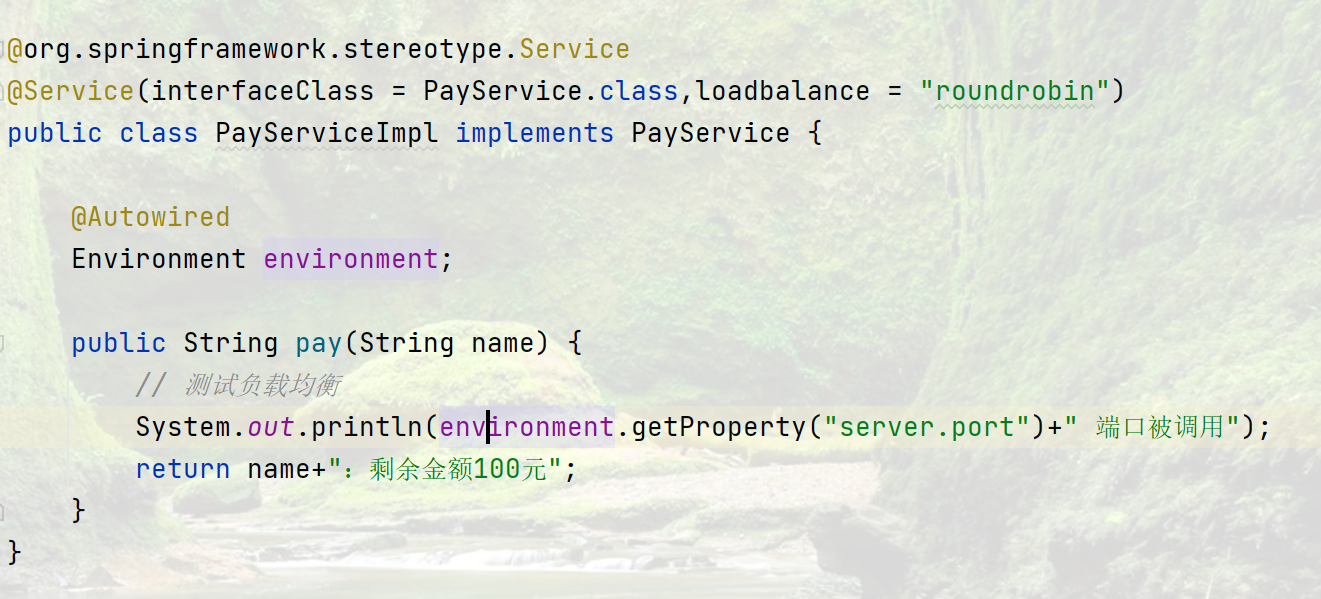 @org.springframework.stereotype.Service
@Service(interfaceClass = PayService.class,loadbalance = "roundrobin")
public class PayServiceImpl implements PayService {
@Autowired
Environment environment;
public String pay(String name) {
// 测试负载均衡
System.out.println(environment.getProperty("server.port")+" 端口被调用");
return name+"：剩余金额100元";
}
}